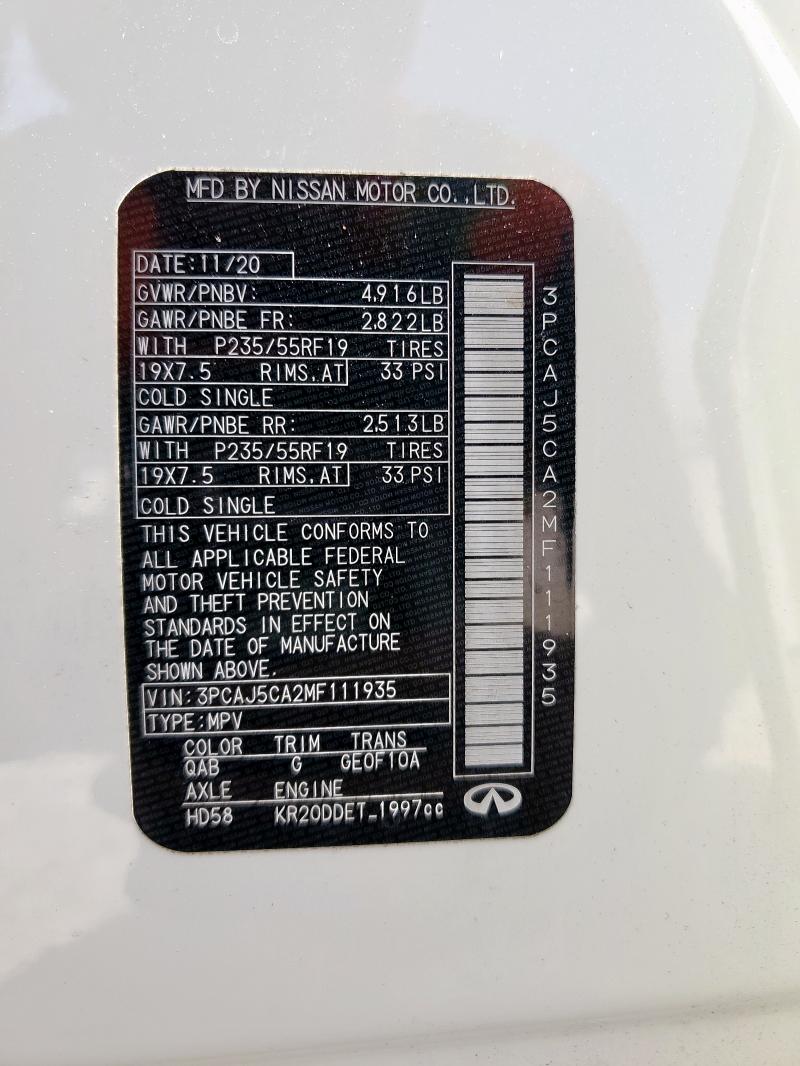 MFD BY NISSAN MOTOR CO.,LTD.
DATE:11/20
GVWR/PNBV: 4,916LB
GAWR/PNBE FR: 2,822LB
WITH P235/55RF19 TIRES
19X7.5 RIMS,AT 33 PSI
COLD SINGLE
GAWR/PNBE RR: 2,513LB
WITH P235/55RF19 TIRES
19X7.5 RIMS,AT 33 PSI
COLD SINGLE
THIS VEHICLE CONFORMS TO
ALL APPLICABLE FEDERAL
MOTOR VEHICLE SAFETY
AND THEFT PREVENTION
STANDARDS IN EFFECT ON
THE DATE OF MANUFACTURE
SHOWN ABOVE.
VIN: 3PCAJ5CA2MF111935
TYPE:MPV
COLOR TRIM TRANS
QAB G GE0F10A
AXLE ENGINE
HD58 KR20DDET_1997cc
3PCAJ5CA2MF111935